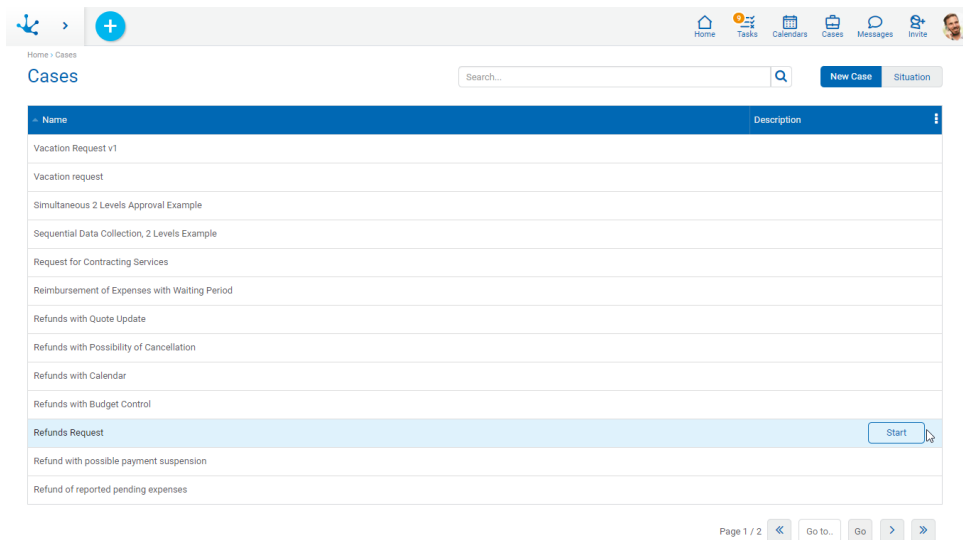 9
Home Tasks Calendars Cases Messages Invite
Home › Cases
Cases
Search...
New Case Situation
Name Description
Vacation Request v1
Vacation request
Simultaneous 2 Levels Approval Example
Sequential Data Collection, 2 Levels Example
Request for Contracting Services
Reimbursement of Expenses with Waiting Period
Refunds with Quote Update
Refunds with Possibility of Cancellation
Refunds with Calendar
Refunds with Budget Control
Refunds Request Start
Refund with possible payment suspension
Refund of reported pending expenses
Page 1 / 2 Go to.. Go